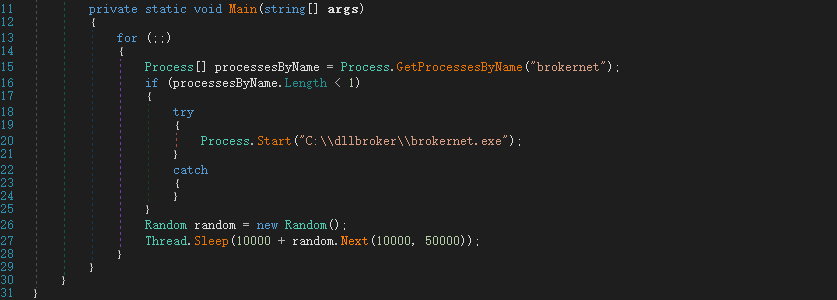 11 private static void Main(string[] args)
12 {
13 for (;;)
14 {
15 Process[] processesByName = Process.GetProcessesByName("brokernet");
16 if (processesByName.Length < 1)
17 {
18 try
19 {
20 Process.Start("C:\\dllbroker\\brokernet.exe");
21 }
22 catch
23 {
24 }
25 }
26 Random random = new Random();
27 Thread.Sleep(10000 + random.Next(10000, 50000));
28 }
29 }
30 }
31 }